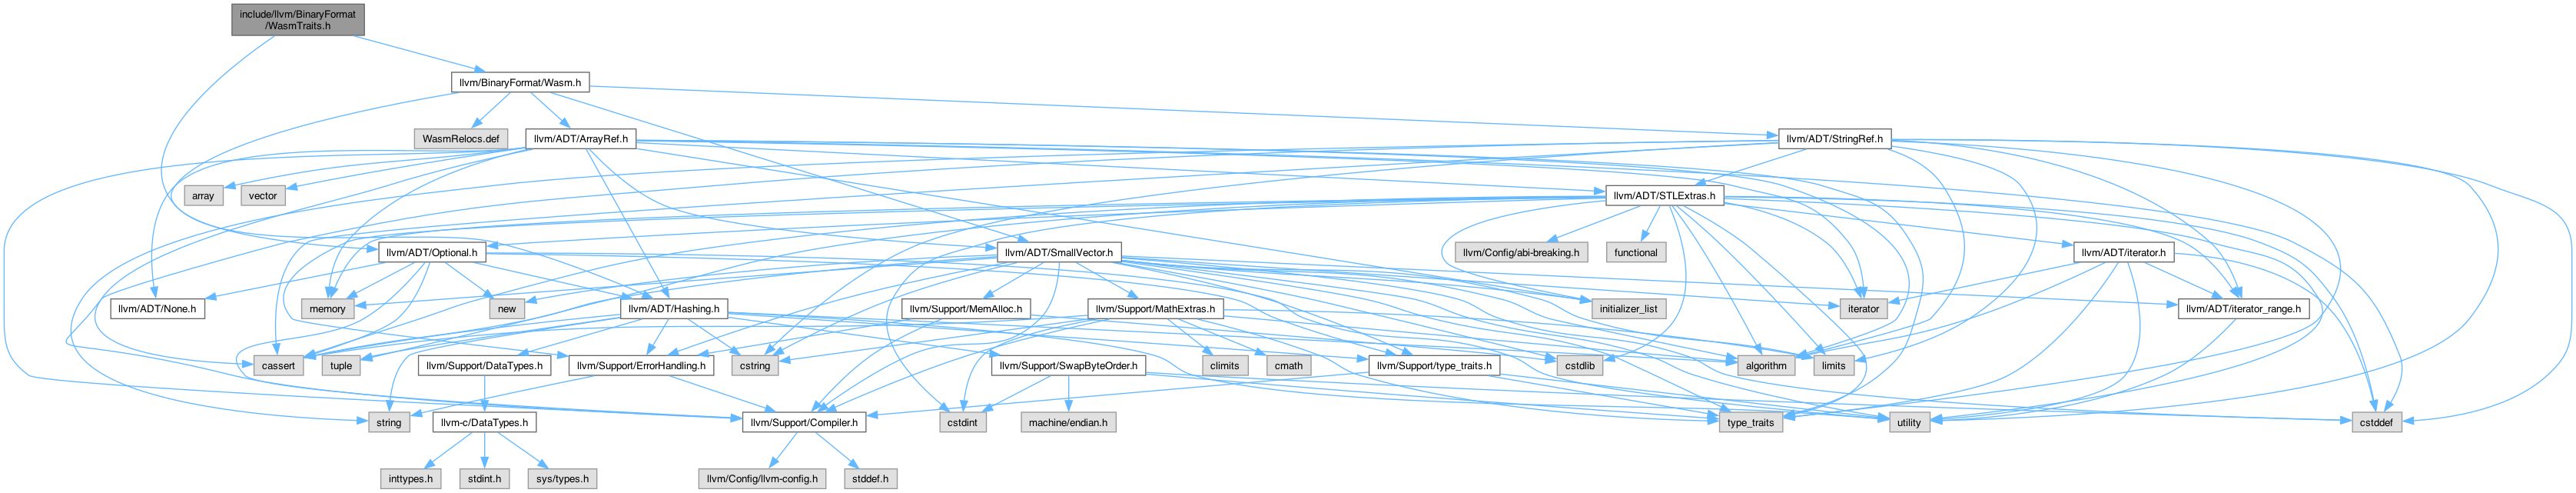 include/llvm/BinaryFormat
/WasmTraits.h
llvm/BinaryFormat/Wasm.h
WasmRelocs.def
llvm/ADT/ArrayRef.h
llvm/ADT/StringRef.h
array
vector
llvm/ADT/STLExtras.h
llvm/ADT/Optional.h
llvm/ADT/SmallVector.h
llvm/Config/abi-breaking.h
functional
llvm/ADT/iterator.h
llvm/ADT/None.h
memory
new
llvm/ADT/Hashing.h
llvm/Support/MemAlloc.h
llvm/Support/MathExtras.h
initializer_list
iterator
llvm/ADT/iterator_range.h
cassert
tuple
llvm/Support/DataTypes.h
llvm/Support/ErrorHandling.h
cstring
llvm/Support/SwapByteOrder.h
climits
cmath
llvm/Support/type_traits.h
cstdlib
algorithm
limits
string
llvm-c/DataTypes.h
llvm/Support/Compiler.h
cstdint
machine/endian.h
type_traits
utility
cstddef
inttypes.h
stdint.h
sys/types.h
llvm/Config/llvm-config.h
stddef.h